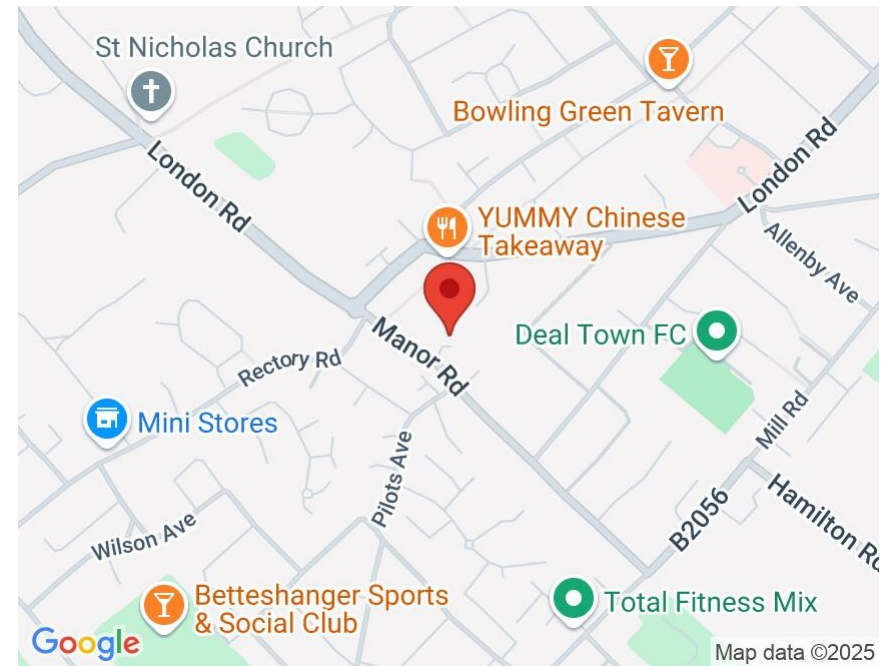 St Nicholas Church
Bowling Green Tavern
London Rd
London Rd
YUMMY Chinese
Takeaway
Allenby Ave
Deal Town FC
Manor Rd
Rectory Rd
Mini Stores
Mill Rd
Pilots Ave
Hamilton Rd
B2056
Wilson Ave
Betteshanger Sports
& Social Club
Total Fitness Mix
Google
Map data ©2025